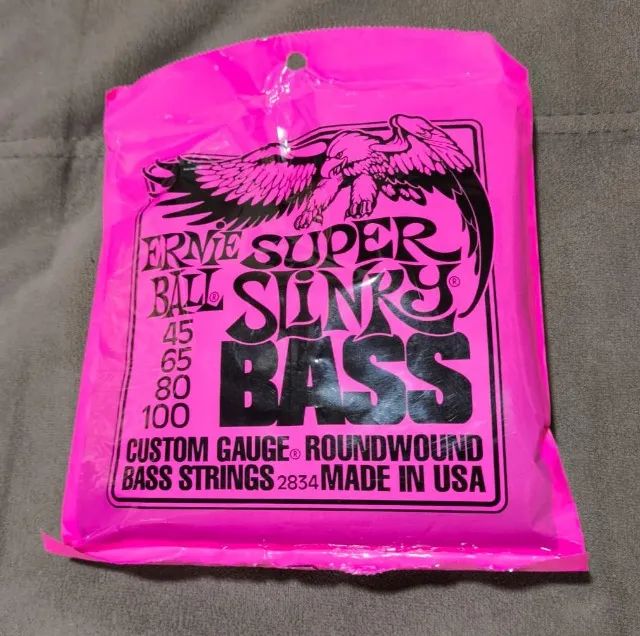 ERNIE BALL®
SUPER SLINKY®
BASS
45
65
80
100
CUSTOM GAUGE® ROUNDWOUND
BASS STRINGS 2834 MADE IN USA